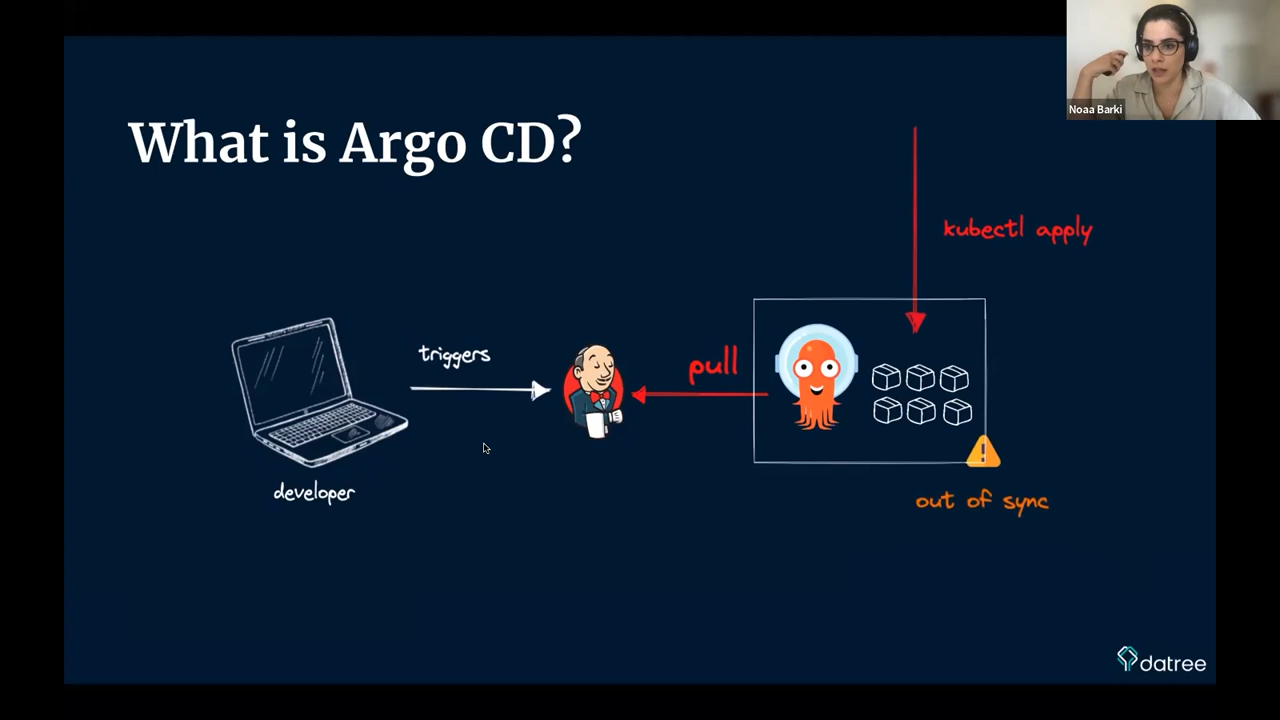 Noaa Barki
What is Argo CD?
kubectl apply
triggers
pull
developer
out of sync
datree